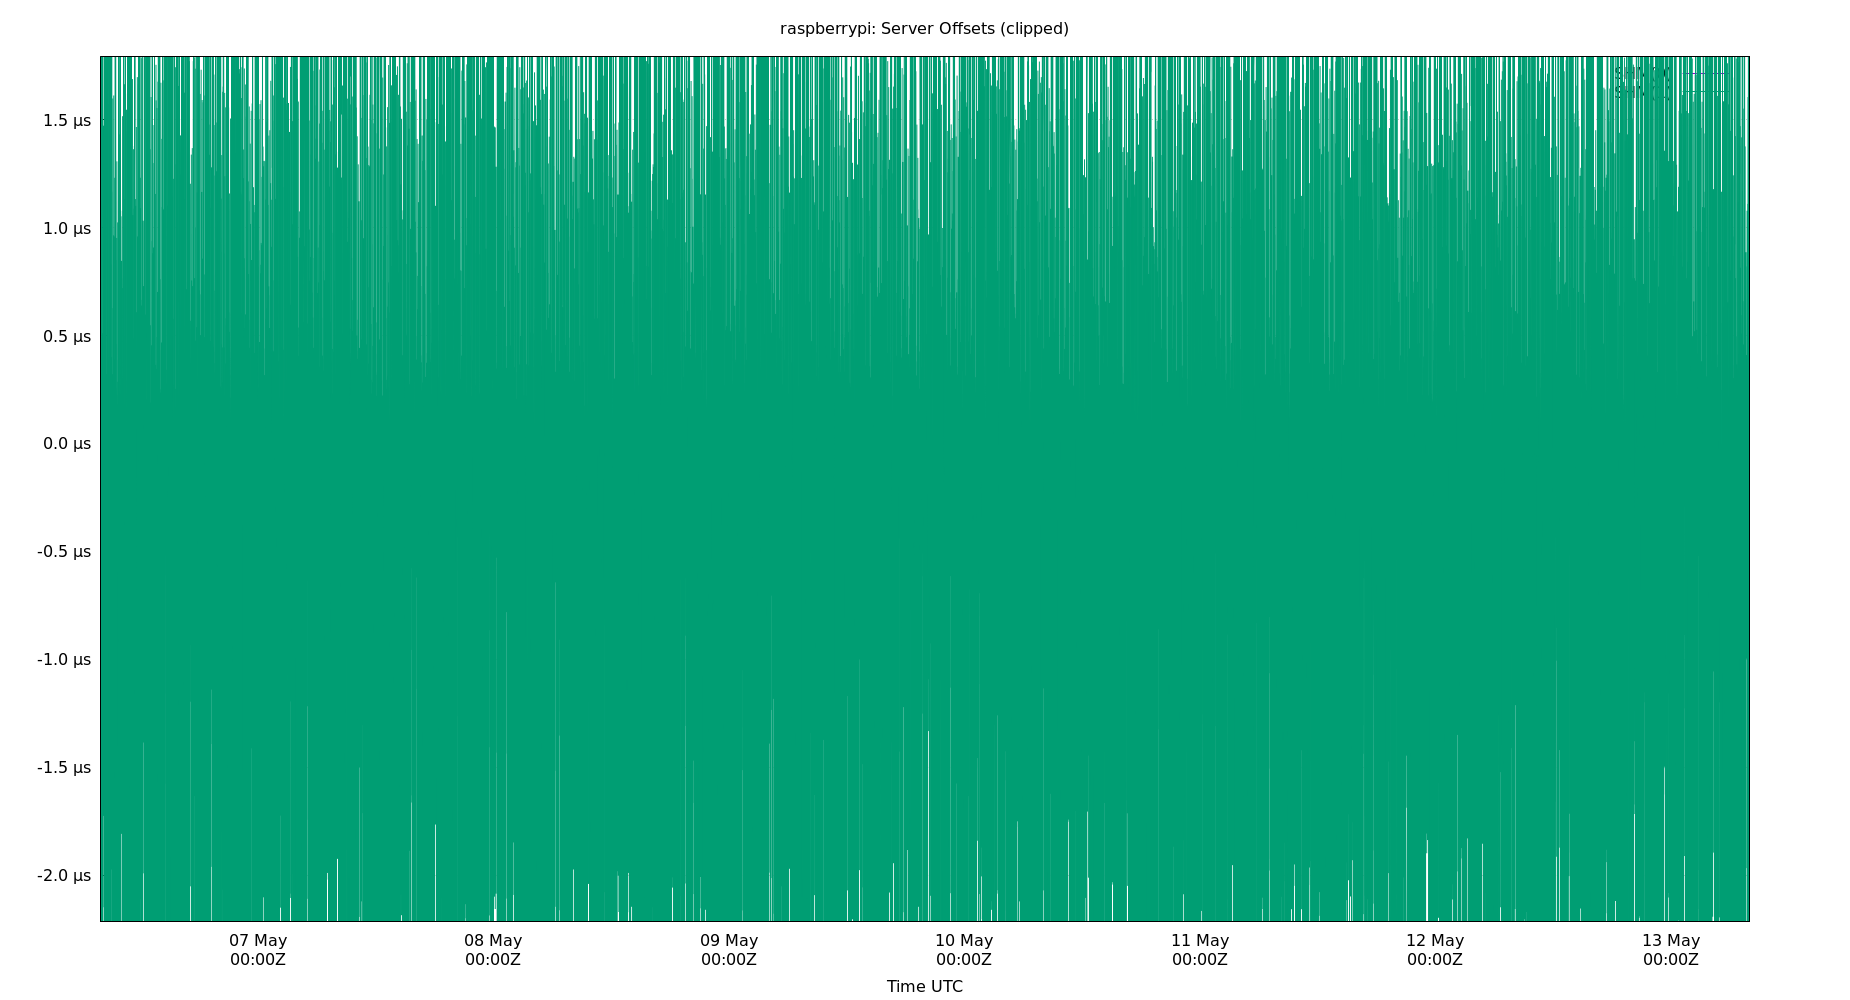 raspberrypi: Server Offsets (clipped)
1.5 µs
1.0 µs
0.5 µs
0.0 µs
-0.5 µs
-1.0 µs
-1.5 µs
-2.0 µs
07 May
00:00Z
08 May
00:00Z
09 May
00:00Z
10 May
00:00Z
11 May
00:00Z
12 May
00:00Z
13 May
00:00Z
Time UTC